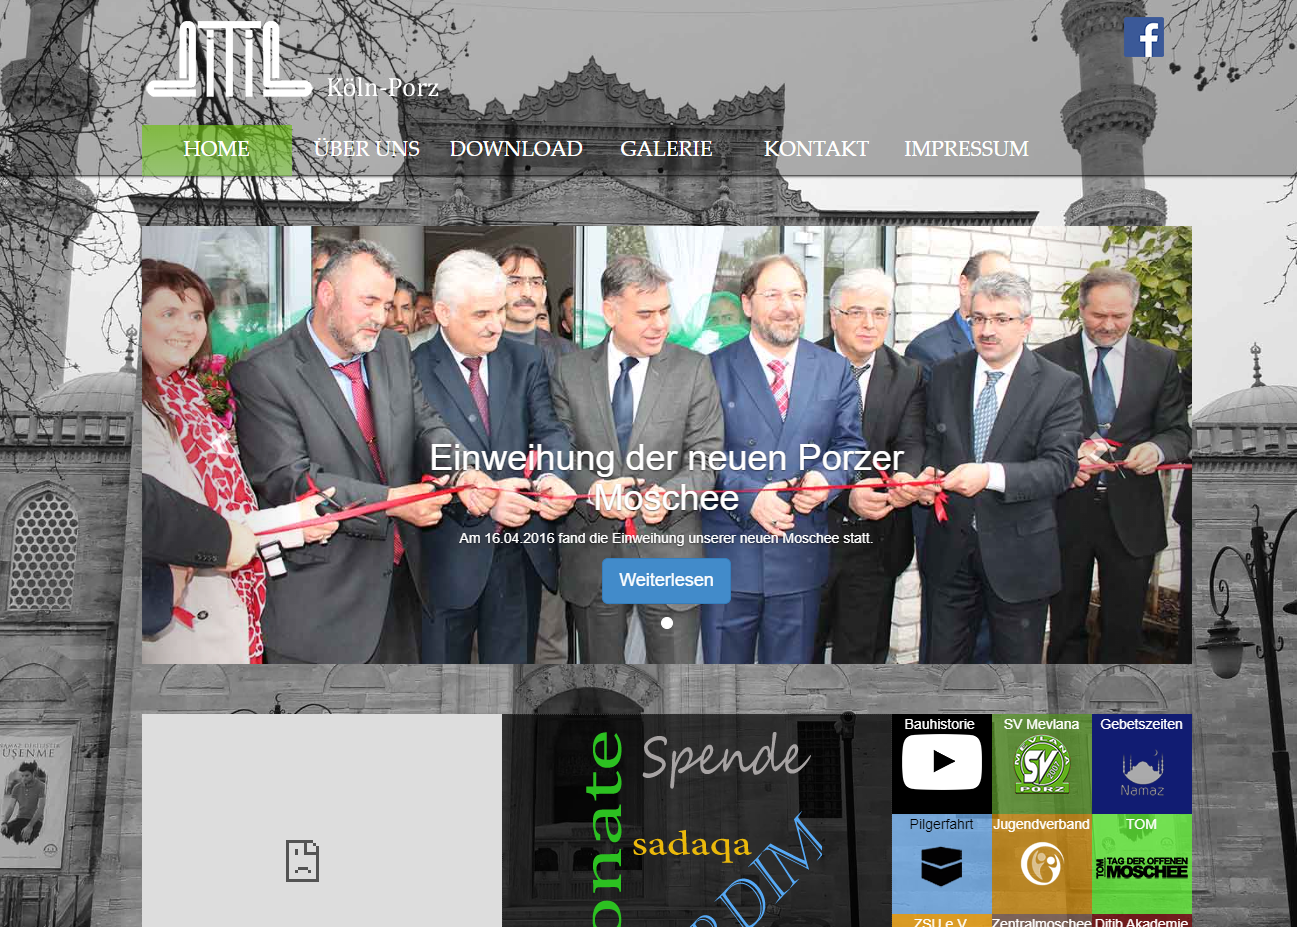 DITIB
Köln-Porz
HOME
ÜBER UNS
DOWNLOAD
GALERIE
KONTAKT
IMPRESSUM
Einweihung der neuen Porzer
Moschee
Am 16.04.2016 fand die Einweihung unserer neuen Moschee statt.
Weiterlesen
Spende
sadaqa
onate
DIM
Bauhistorie
SV Mevlana
MEVLANA
SV
2007
PORZ
Gebetszeiten
Namaz
Pilgerfahrt
Jugendverband
TOM
TOM
TAG DER OFFENEN
MOSCHEE
ZSU e.V.
Zentralmoschee
Ditib Akademie